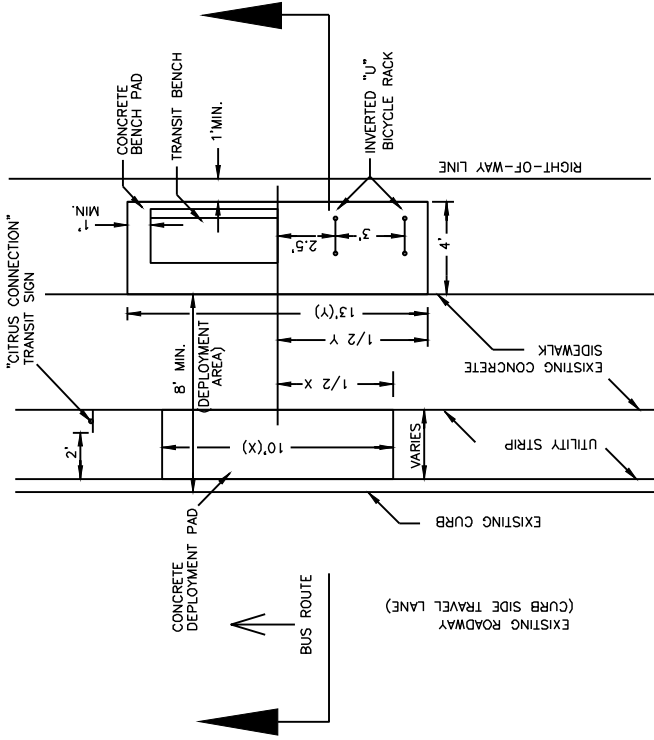 CONCRETE
BENCH PAD
TRANSIT BENCH
1'MIN.
INVERTED "U"
BICYCLE RACK
RIGHT-OF-WAY LINE
1'
MIN.
2.5'
3'
4'
"CITRUS CONNECTION"
TRANSIT SIGN
8' MIN.
(DEPLOYMENT
AREA)
13'(Y)
1/2 Y
1/2 X
EXISTING CONCRETE
SIDEWALK
2'
10'(X)
VARIES
UTILITY STRIP
CONCRETE
DEPLOYMENT PAD
EXISTING CURB
BUS ROUTE
EXISTING ROADWAY
(CURB SIDE TRAVEL LANE)